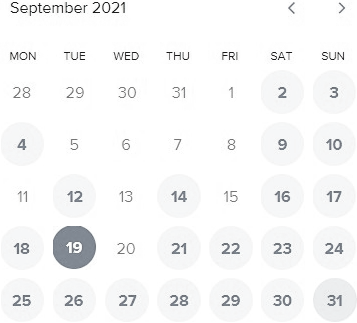 September 2021
MON TUE WED THU FRI SAT SUN
28 29 30 31 1 2 3
4 5 6 7 8 9 10
11 12 13 14 15 16 17
18 19 20 21 22 23 24
25 26 27 28 29 30 31